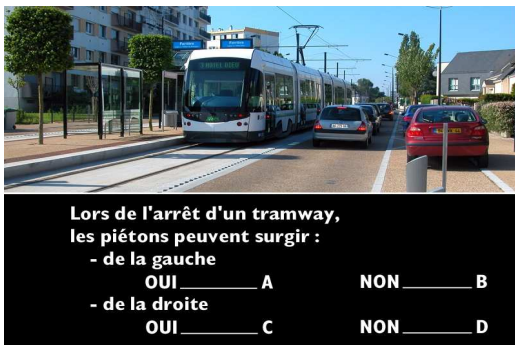 Lors de l'arrêt d'un tramway,
les piétons peuvent surgir :
- de la gauche
OUI ________ A NON ________ B
- de la droite
OUI ________ C NON ________ D